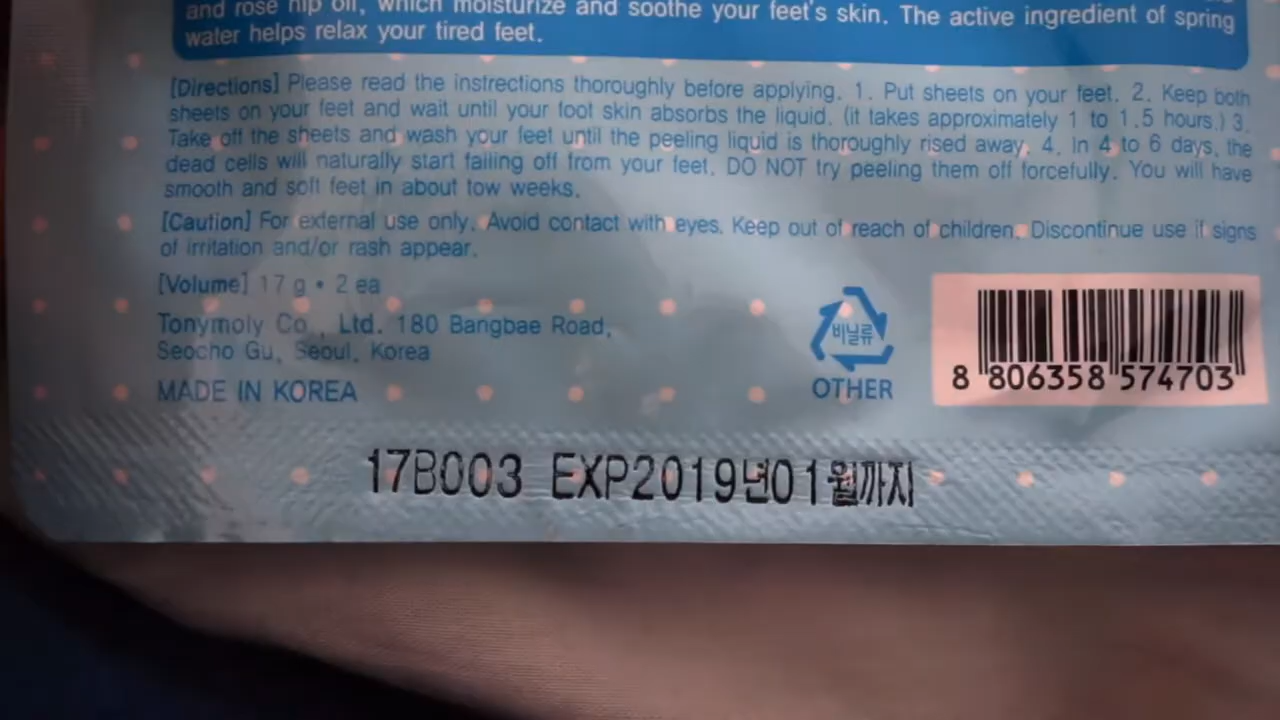 and rose hip oil, which moisturize and soothe your feet's skin. The active ingredient of spring
water helps relax your tired feet.
[Directions] Please read the instrections thoroughly before applying. 1. Put sheets on your feet. 2. Keep both
sheets on your feet and wait until your foot skin absorbs the liquid. (it takes approximately 1 to 1.5 hours.) 3.
Take off the sheets and wash your feet until the peeling liquid is thoroughly rised away. 4. In 4 to 6 days, the
dead cells will naturally start falling off from your feet. DO NOT try peeling them off forcefully. You will have
smooth and soft feet in about tow weeks.
[Caution] For external use only. Avoid contact with eyes. Keep out of reach of children. Discontinue use if signs
of irritation and/or rash appear.
[Volume] 17 g • 2 ea
Tonymoly Co., Ltd. 180 Bangbae Road,
Seocho Gu, Seoul, Korea
MADE IN KOREA
비닐류
OTHER
8 806358 574703
17B003 EXP2019년01월까지